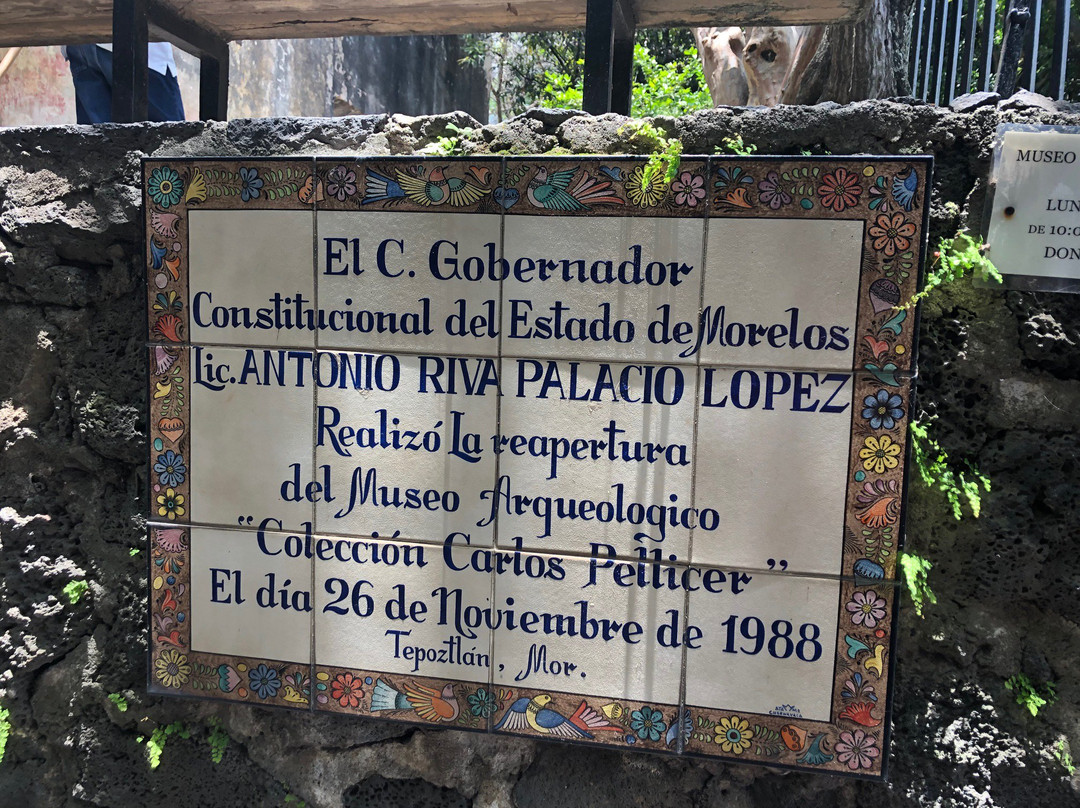 El C. Gobernador
Constitucional del Estado de Morelos
Lic. ANTONIO RIVA PALACIO LOPEZ
Realizó La reapertura
del Museo Arqueologico
"Colección Carlos Pellicer"
El día 26 de Noviembre de 1988
Tepoztlán, Mor.
MUSEO
LUN
DE 10:0
DON